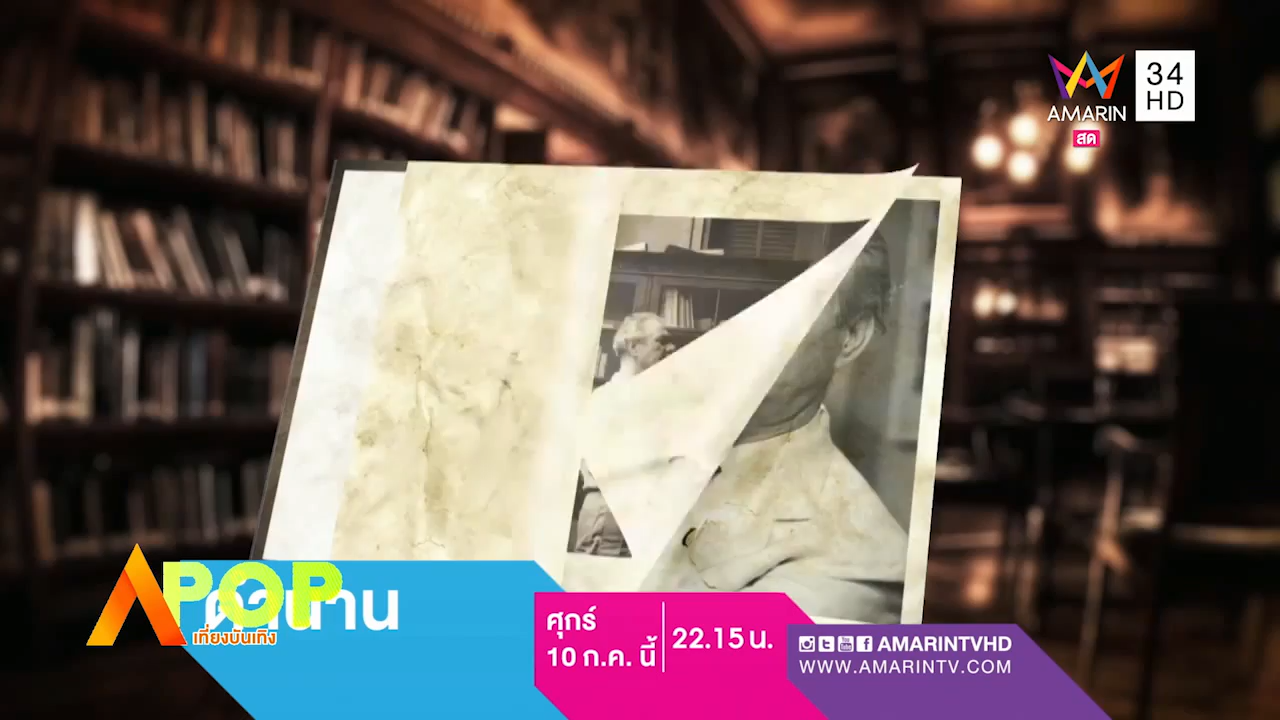 AMARIN
34
HD
สด
POP
เที่ยงบันเทิง
ศุกร์
10 ก.ค. นี้
22.15 น.
AMARINTVHD
WWW.AMARINTV.COM